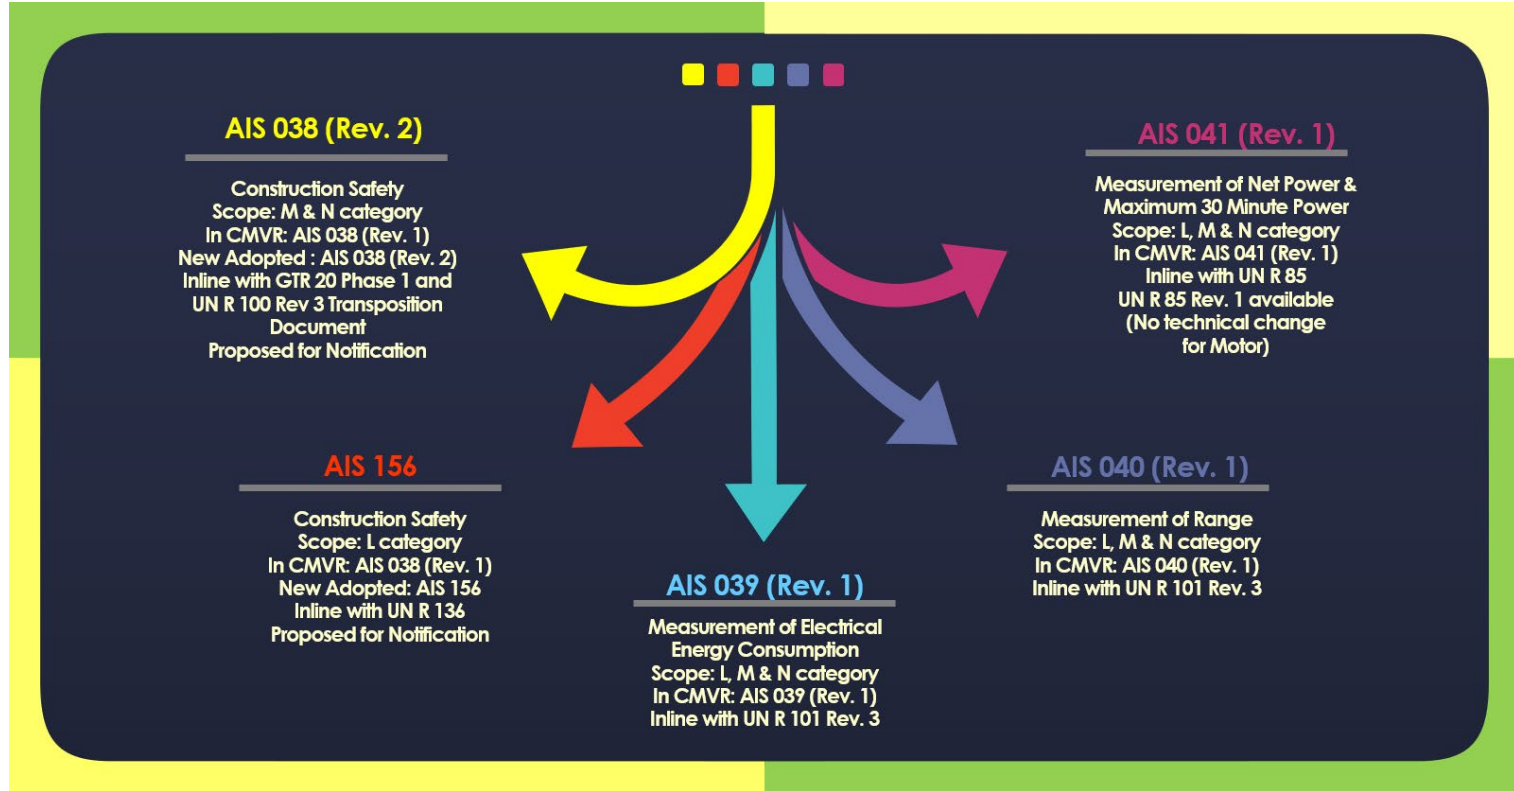 AIS 038 (Rev. 2)
Construction Safety
Scope: M & N category
In CMVR: AIS 038 (Rev. 1)
New Adopted : AIS 038 (Rev. 2)
Inline with GTR 20 Phase 1 and
UN R 100 Rev 3 Transposition
Document
Proposed for Notification
AIS 041 (Rev. 1)
Measurement of Net Power &
Maximum 30 Minute Power
Scope: L, M & N category
In CMVR: AIS 041 (Rev. 1)
Inline with UN R 85
UN R 85 Rev. 1 available
(No technical change
for Motor)
AIS 156
Construction Safety
Scope: L category
In CMVR: AIS 038 (Rev. 1)
New Adopted: AIS 156
Inline with UN R 136
Proposed for Notification
AIS 039 (Rev. 1)
Measurement of Electrical
Energy Consumption
Scope: L, M & N category
In CMVR: AIS 039 (Rev. 1)
Inline with UN R 101 Rev. 3
AIS 040 (Rev. 1)
Measurement of Range
Scope: L, M & N category
In CMVR: AIS 040 (Rev. 1)
Inline with UN R 101 Rev. 3